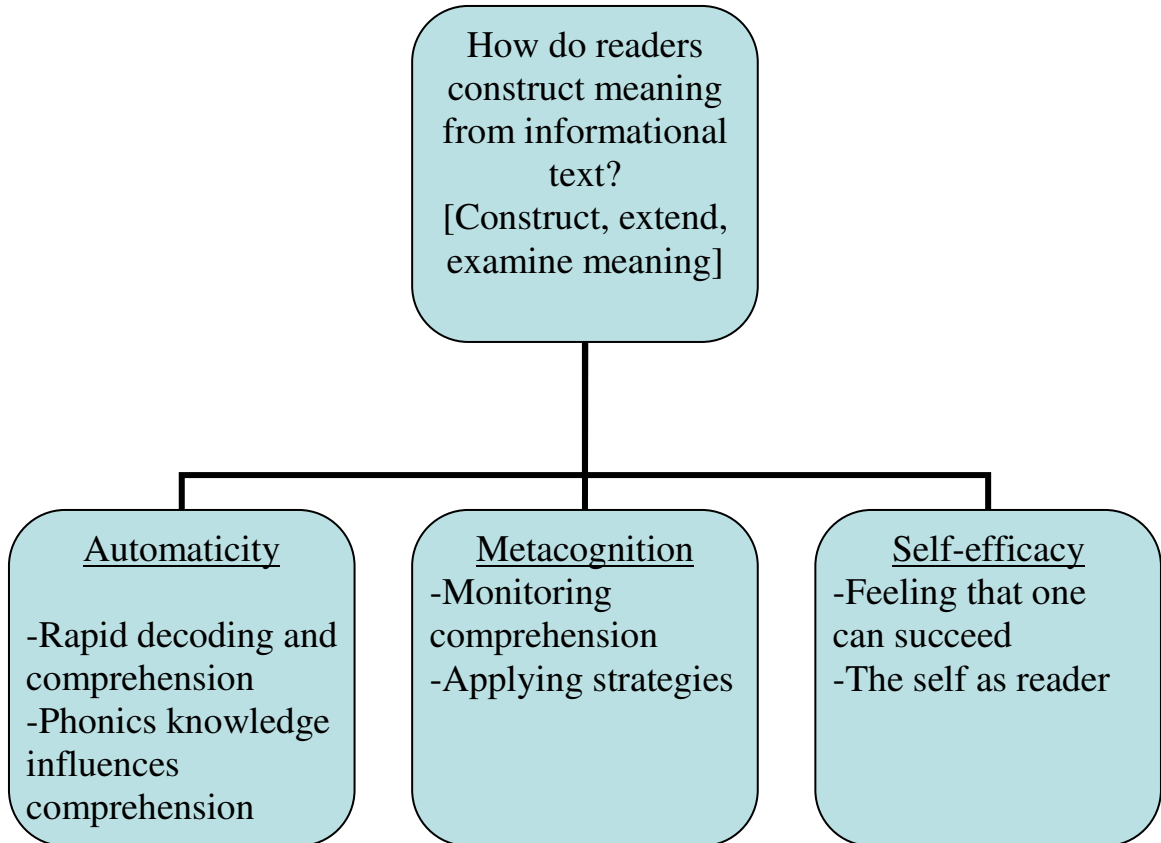 How do readers
construct meaning
from informational
text?
[Construct, extend,
examine meaning]
Automaticity
-Rapid decoding and
comprehension
-Phonics knowledge
influences
comprehension
Metacognition
-Monitoring
comprehension
-Applying strategies
Self-efficacy
-Feeling that one
can succeed
-The self as reader